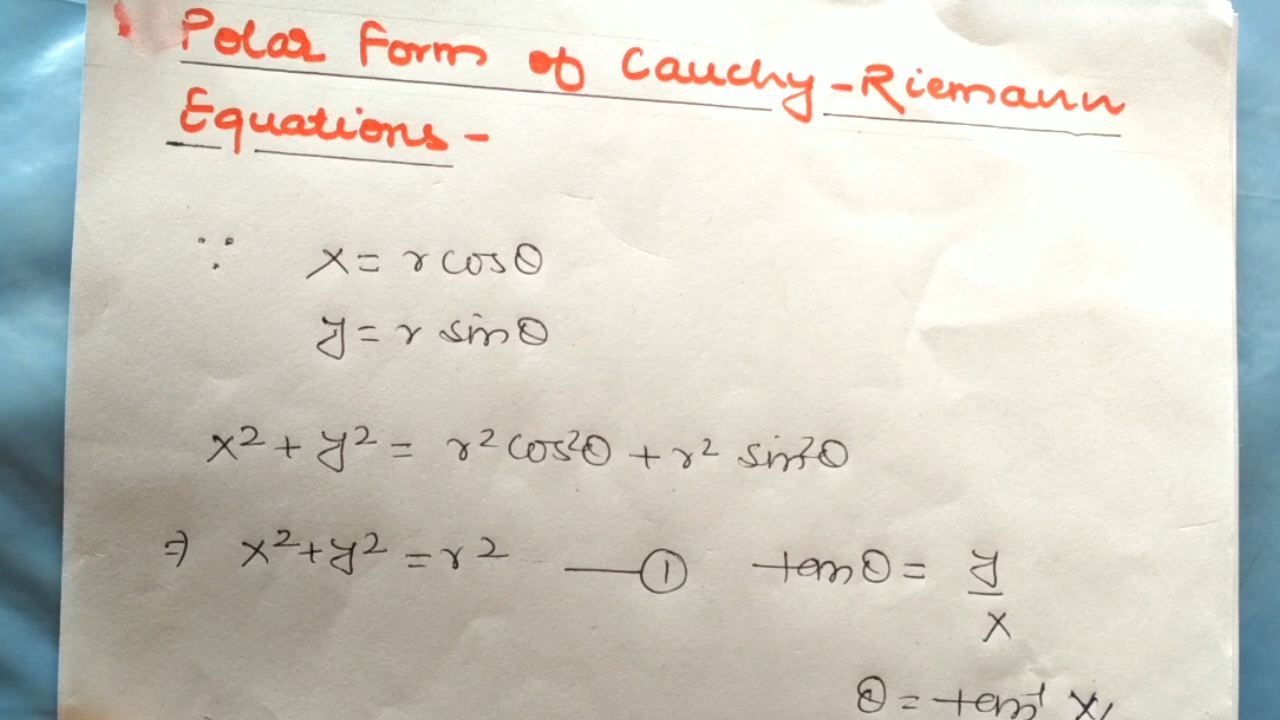 Polar Form of Cauchy-Riemann
Equations -
∵ x = r cosθ
y = r sinθ
x² + y² = r² cos²θ + r² sin²θ
⇒ x² + y² = r² —① tanθ = y/x
θ = tan⁻¹ x/